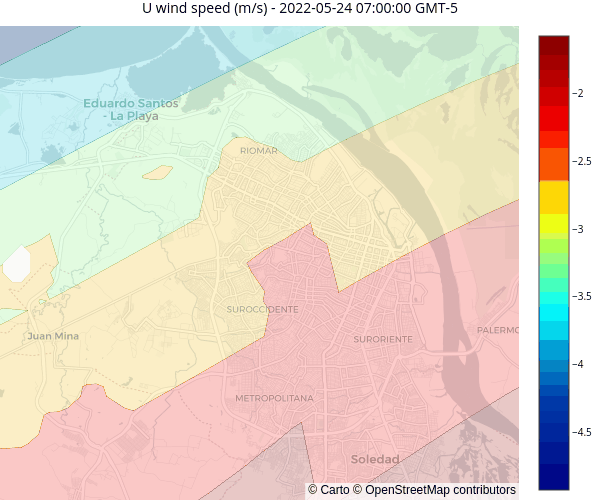 U wind speed (m/s) - 2022-05-24 07:00:00 GMT-5
Eduardo Santos
- La Playa
RIOMAR
SUROCCIDENTE
Juan Mina
SURORIENTE
PALERMO
METROPOLITANA
Soledad
© Carto © OpenStreetMap contributors
−2
−2.5
−3
−3.5
−4
−4.5